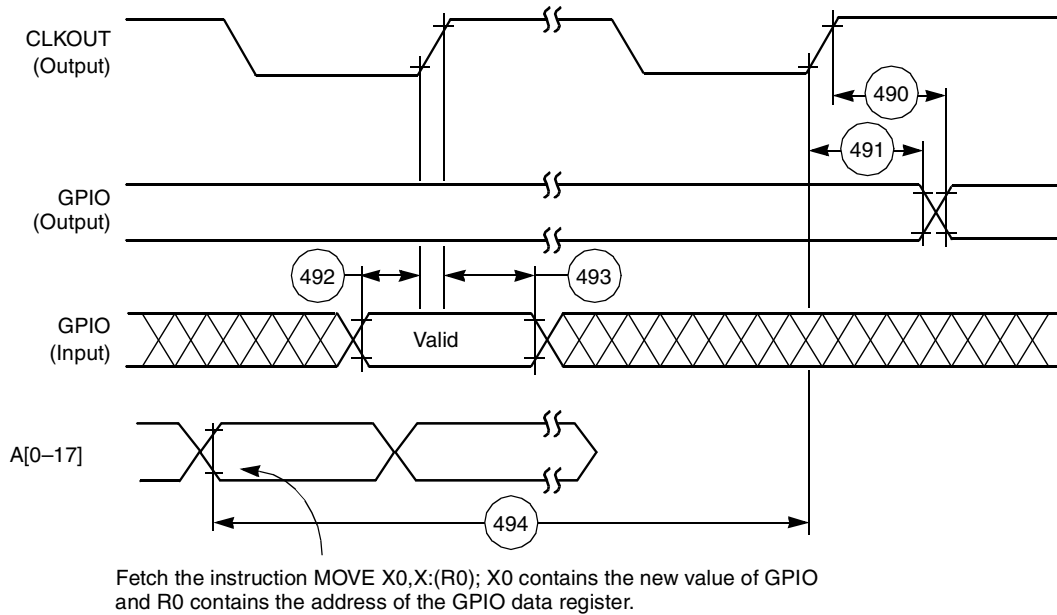 CLKOUT
(Output)
490
491
GPIO
(Output)
492
493
GPIO
(Input)
Valid
A[0–17]
494
Fetch the instruction MOVE X0,X:(R0); X0 contains the new value of GPIO
and R0 contains the address of the GPIO data register.